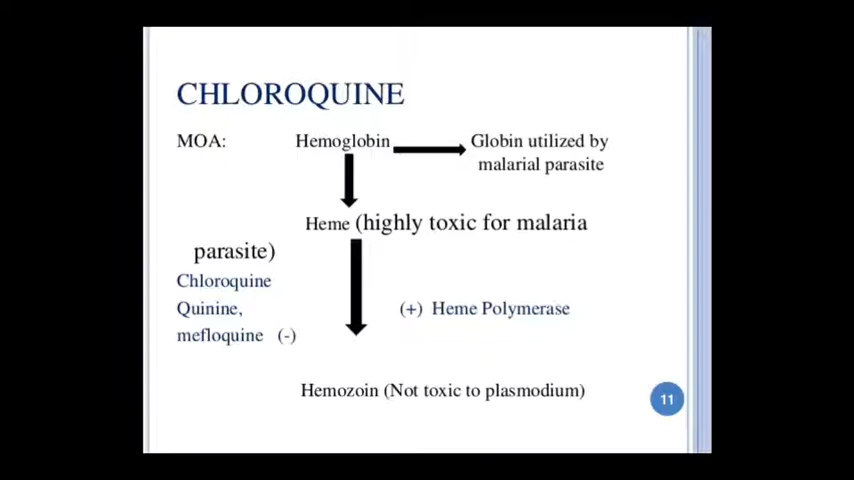 CHLOROQUINE
MOA: Hemoglobin Globin utilized by
malarial parasite
Heme (highly toxic for malaria
parasite)
Chloroquine
Quinine, (+) Heme Polymerase
mefloquine (-)
Hemozoin (Not toxic to plasmodium)
11